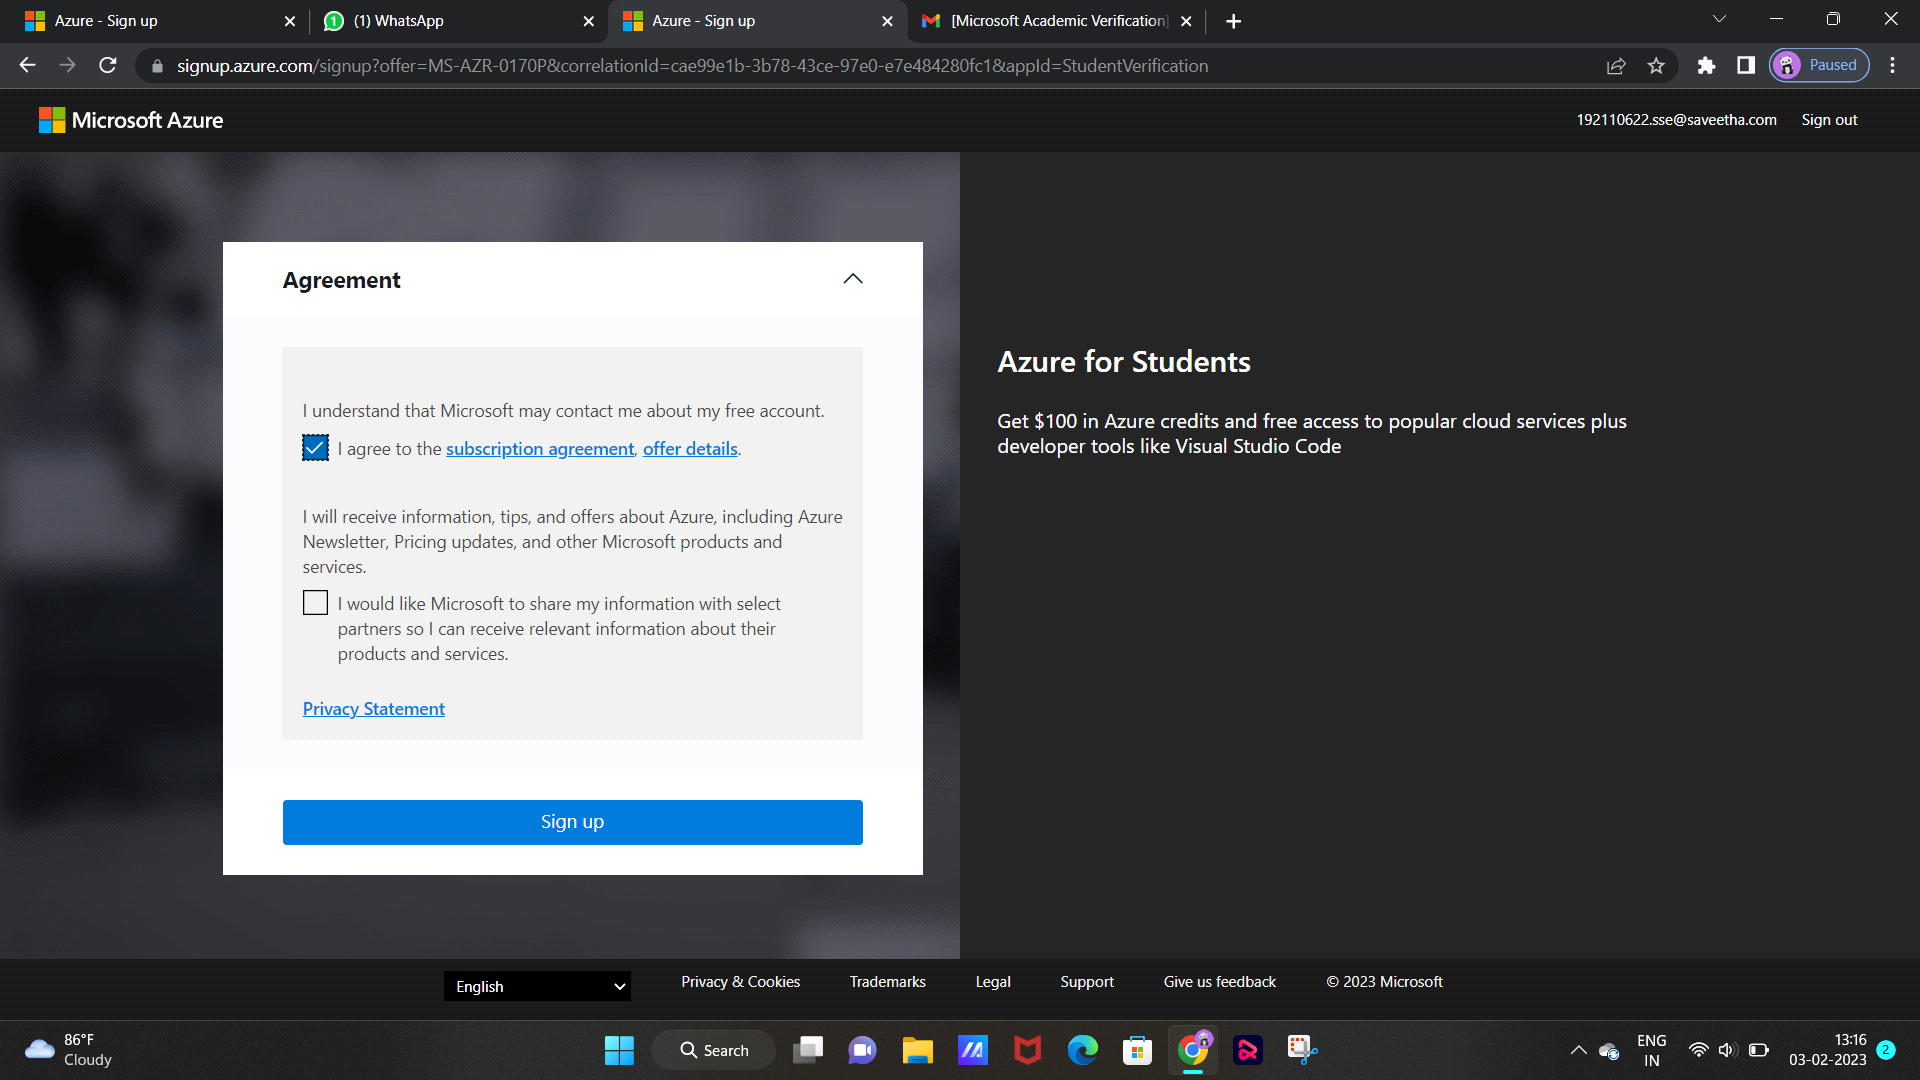 Azure - Sign up
(1) WhatsApp
Azure - Sign up
[Microsoft Academic Verification]
signup.azure.com/signup?offer=MS-AZR-0170P&correlationId=cae99e1b-3b78-43ce-97e0-e7e484280fc1&appId=StudentVerification
Paused
Microsoft Azure
192110622.sse@saveetha.com
Sign out
Agreement
I understand that Microsoft may contact me about my free account.
I agree to the subscription agreement, offer details.
I will receive information, tips, and offers about Azure, including Azure
Newsletter, Pricing updates, and other Microsoft products and
services.
I would like Microsoft to share my information with select
partners so I can receive relevant information about their
products and services.
Privacy Statement
Sign up
Azure for Students
Get $100 in Azure credits and free access to popular cloud services plus
developer tools like Visual Studio Code
English
Privacy & Cookies
Trademarks
Legal
Support
Give us feedback
© 2023 Microsoft
86°F
Cloudy
Search
ENG
IN
13:16
03-02-2023
2